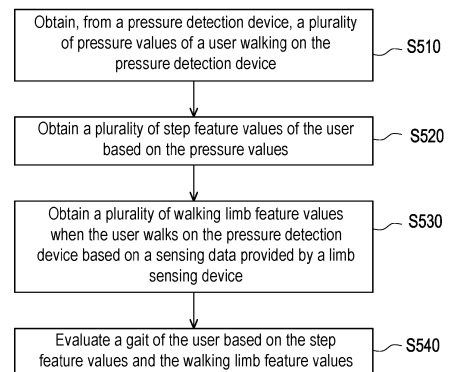 Obtain, from a pressure detection device, a plurality
of pressure values of a user walking on the
pressure detection device
S510
Obtain a plurality of step feature values of the user
based on the pressure values
S520
Obtain a plurality of walking limb feature values
when the user walks on the pressure detection
device based on a sensing data provided by a limb
sensing device
S530
Evaluate a gait of the user based on the step
feature values and the walking limb feature values
S540